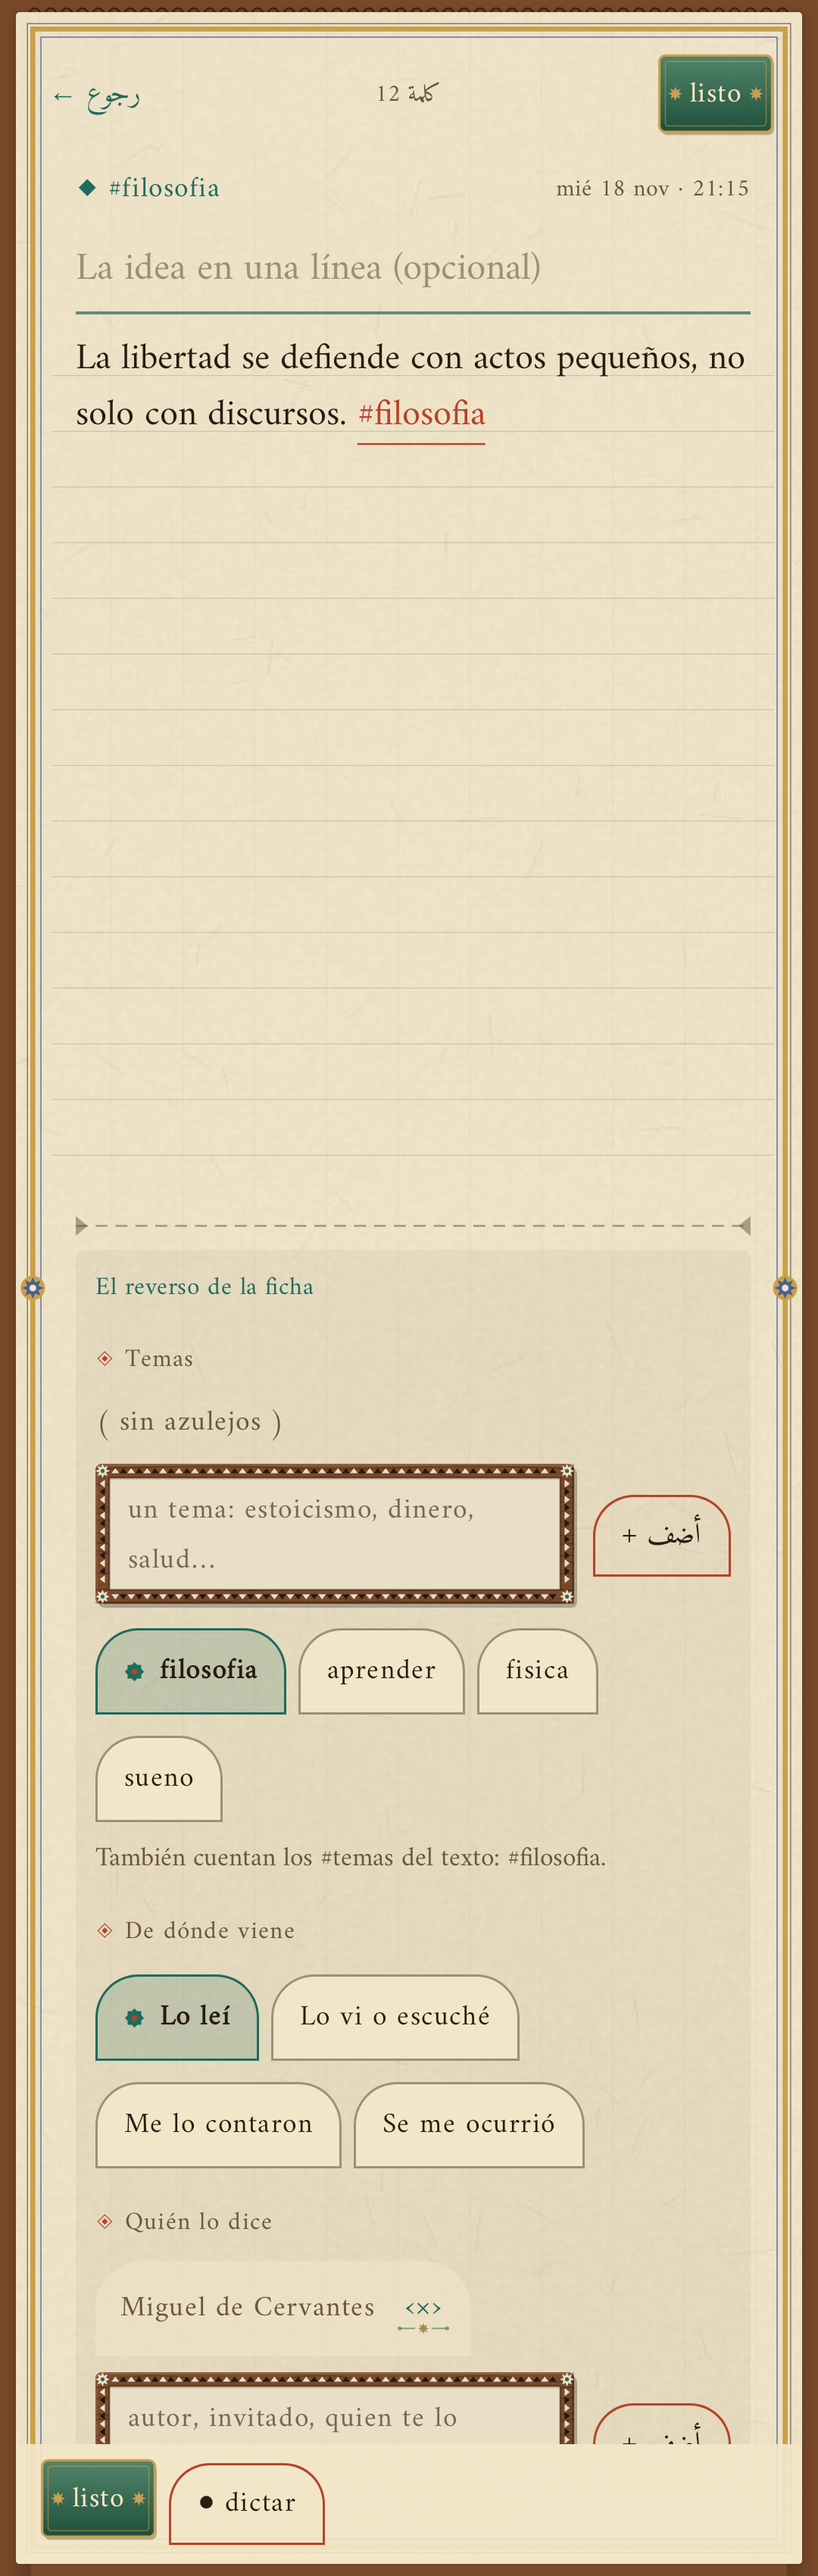 ← رجوع
12 كلمة
listo
#filosofia
mié 18 nov · 21:15
La idea en una línea (opcional)
La libertad se defiende con actos pequeños, no
solo con discursos. #filosofia
El reverso de la ficha
Temas
( sin azulejos )
un tema: estoicismo, dinero,
salud...
+ أضف
filosofia
aprender
fisica
sueno
También cuentan los #temas del texto: #filosofia.
De dónde viene
Lo leí
Lo vi o escuché
Me lo contaron
Se me ocurrió
Quién lo dice
Miguel de Cervantes ‹×›
autor, invitado, quien te lo
+ أضف
listo
● dictar